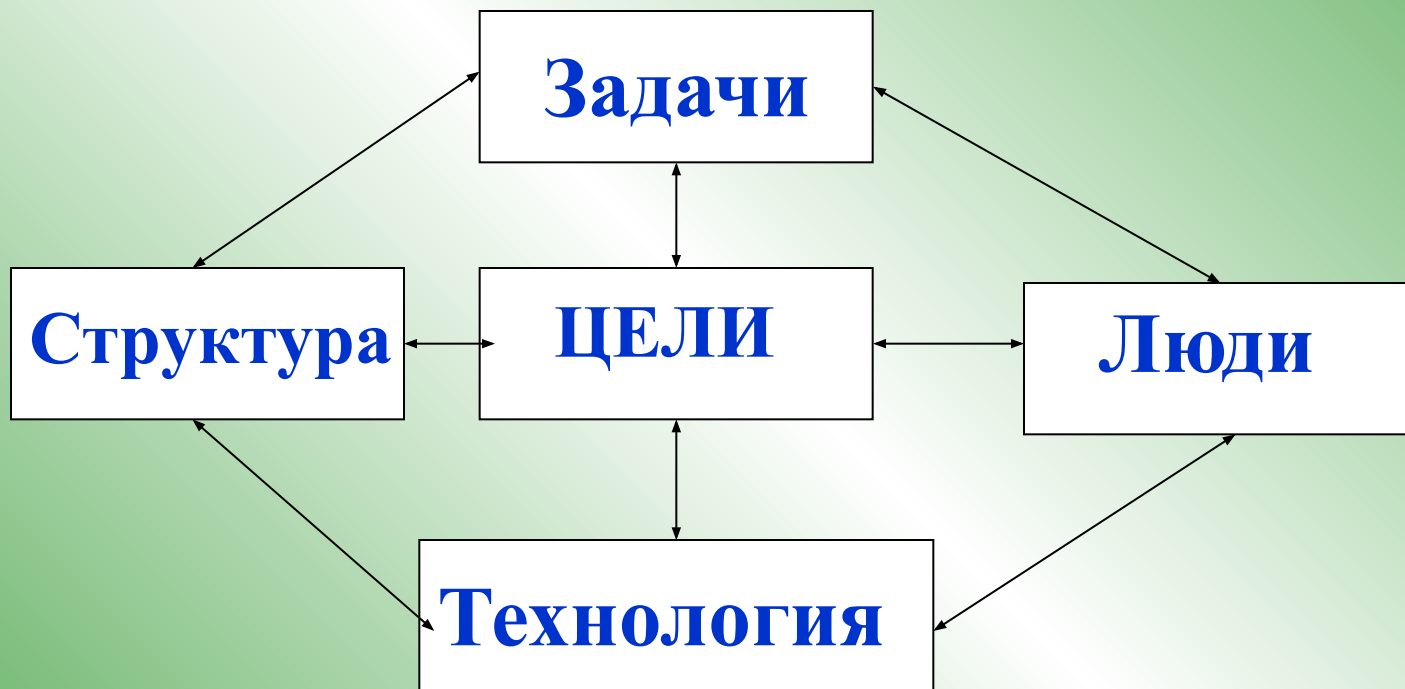 Задачи
Структура
ЦЕЛИ
Люди
Технология